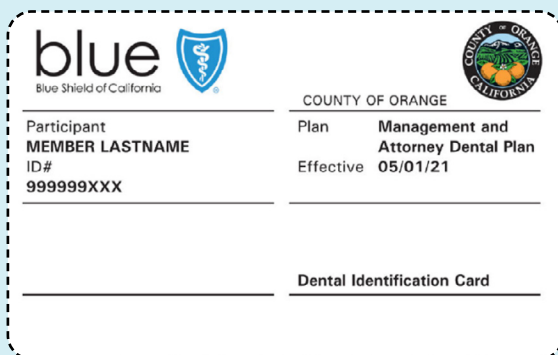 blue
Blue Shield of California
COUNTY OF ORANGE
CALIFORNIA
COUNTY OF ORANGE
Participant
MEMBER LASTNAME
ID#
999999XXX
Plan Management and
Attorney Dental Plan
Effective 05/01/21
Dental Identification Card